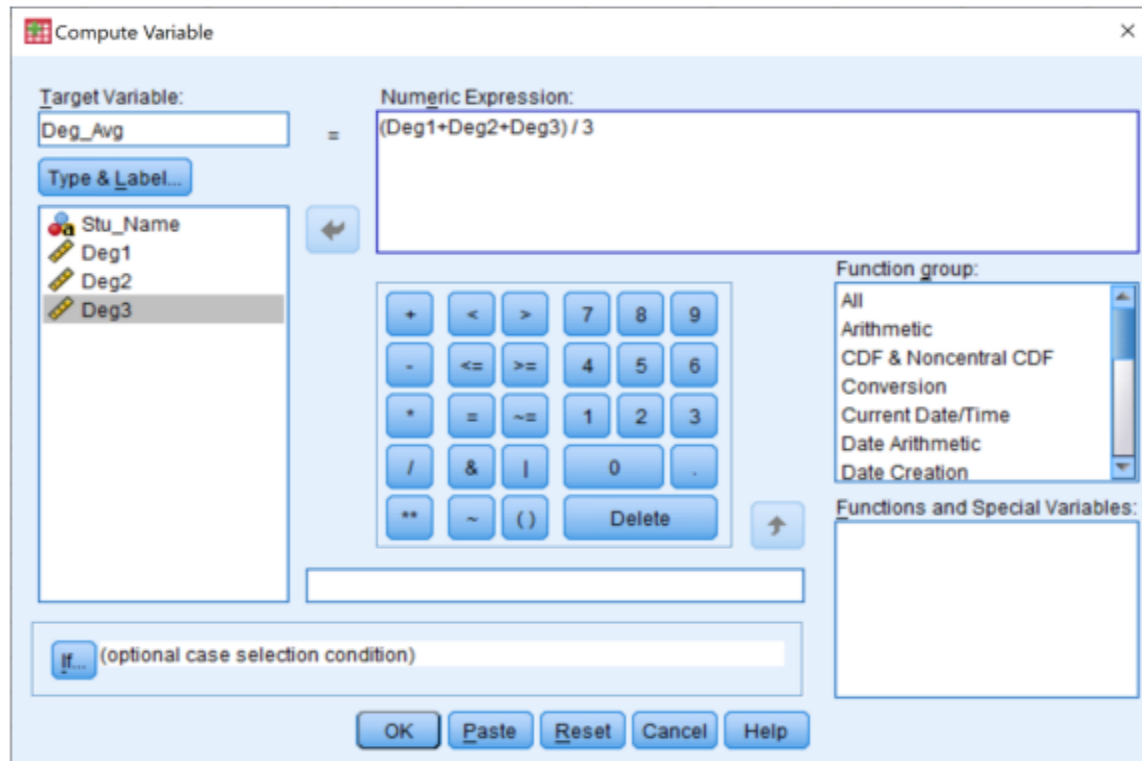 Compute Variable
Target Variable:
Numeric Expression:
Deg_Avg
=
(Deg1+Deg2+Deg3) / 3
Type & Label...
Stu_Name
Deg1
Deg2
Deg3
Function group:
All
Arithmetic
CDF & Noncentral CDF
Conversion
Current Date/Time
Date Arithmetic
Date Creation
+ < > 7 8 9
- <= >= 4 5 6
* = ~= 1 2 3
/ & | 0 .
** ~ ( ) Delete
Functions and Special Variables:
If... (optional case selection condition)
OK Paste Reset Cancel Help